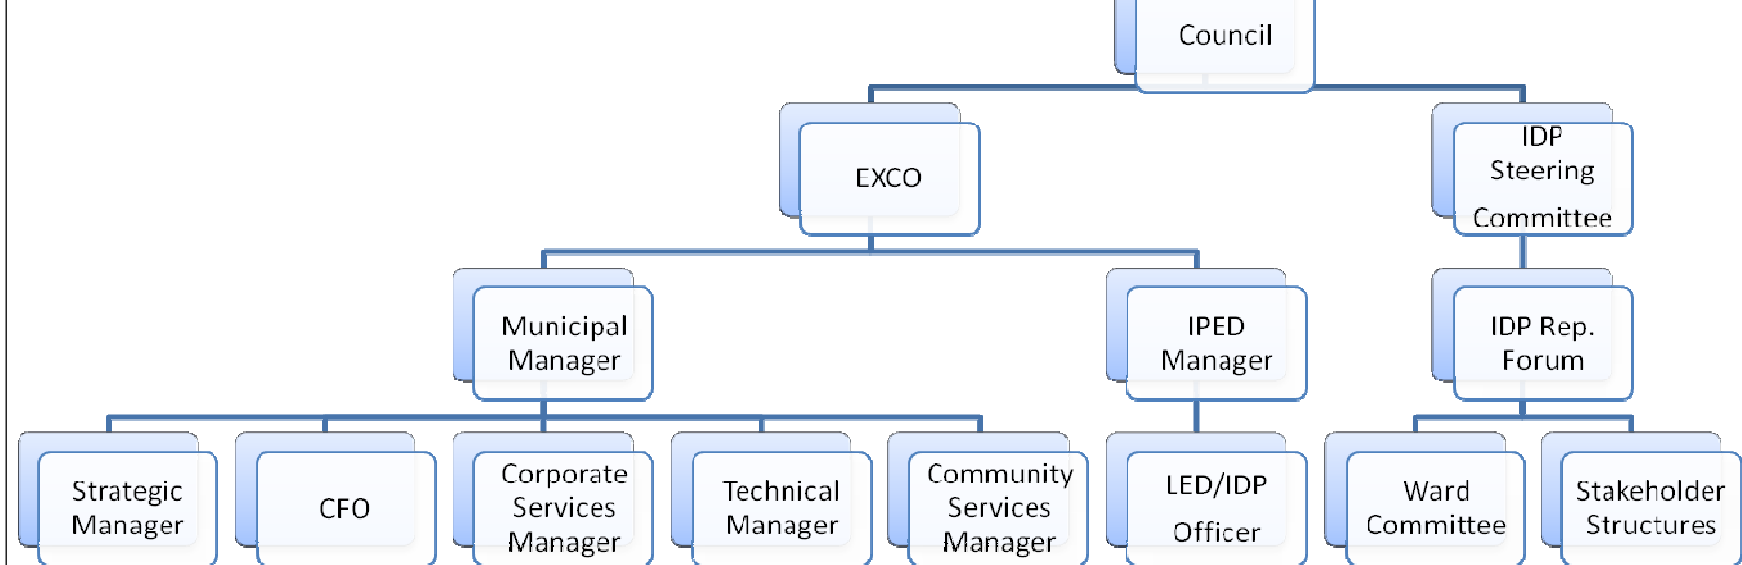 Council
EXCO
IDP
Steering
Committee
Municipal
Manager
IPED
Manager
IDP Rep.
Forum
Strategic
Manager
CFO
Corporate
Services
Manager
Technical
Manager
Community
Services
Manager
LED/IDP
Officer
Ward
Committee
Stakeholder
Structures